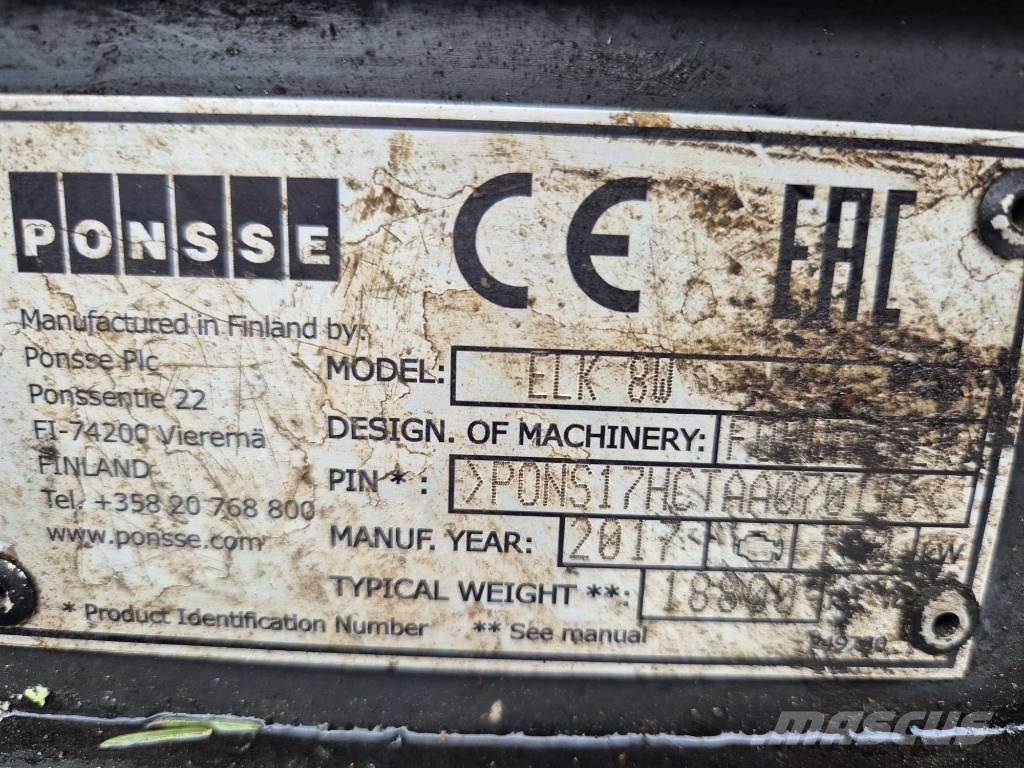 PONSSE CE EAC
Manufactured in Finland by:
Ponsse Plc
Ponssentie 22
FI-74200 Vieremä
FINLAND
Tel. +358 20 768 800
www.ponsse.com
MODEL: ELK 8W
DESIGN. OF MACHINERY:
PIN * :
MANUF. YEAR: 2017 kW
TYPICAL WEIGHT **: 18800
* Product Identification Number ** See manual
MASCUS